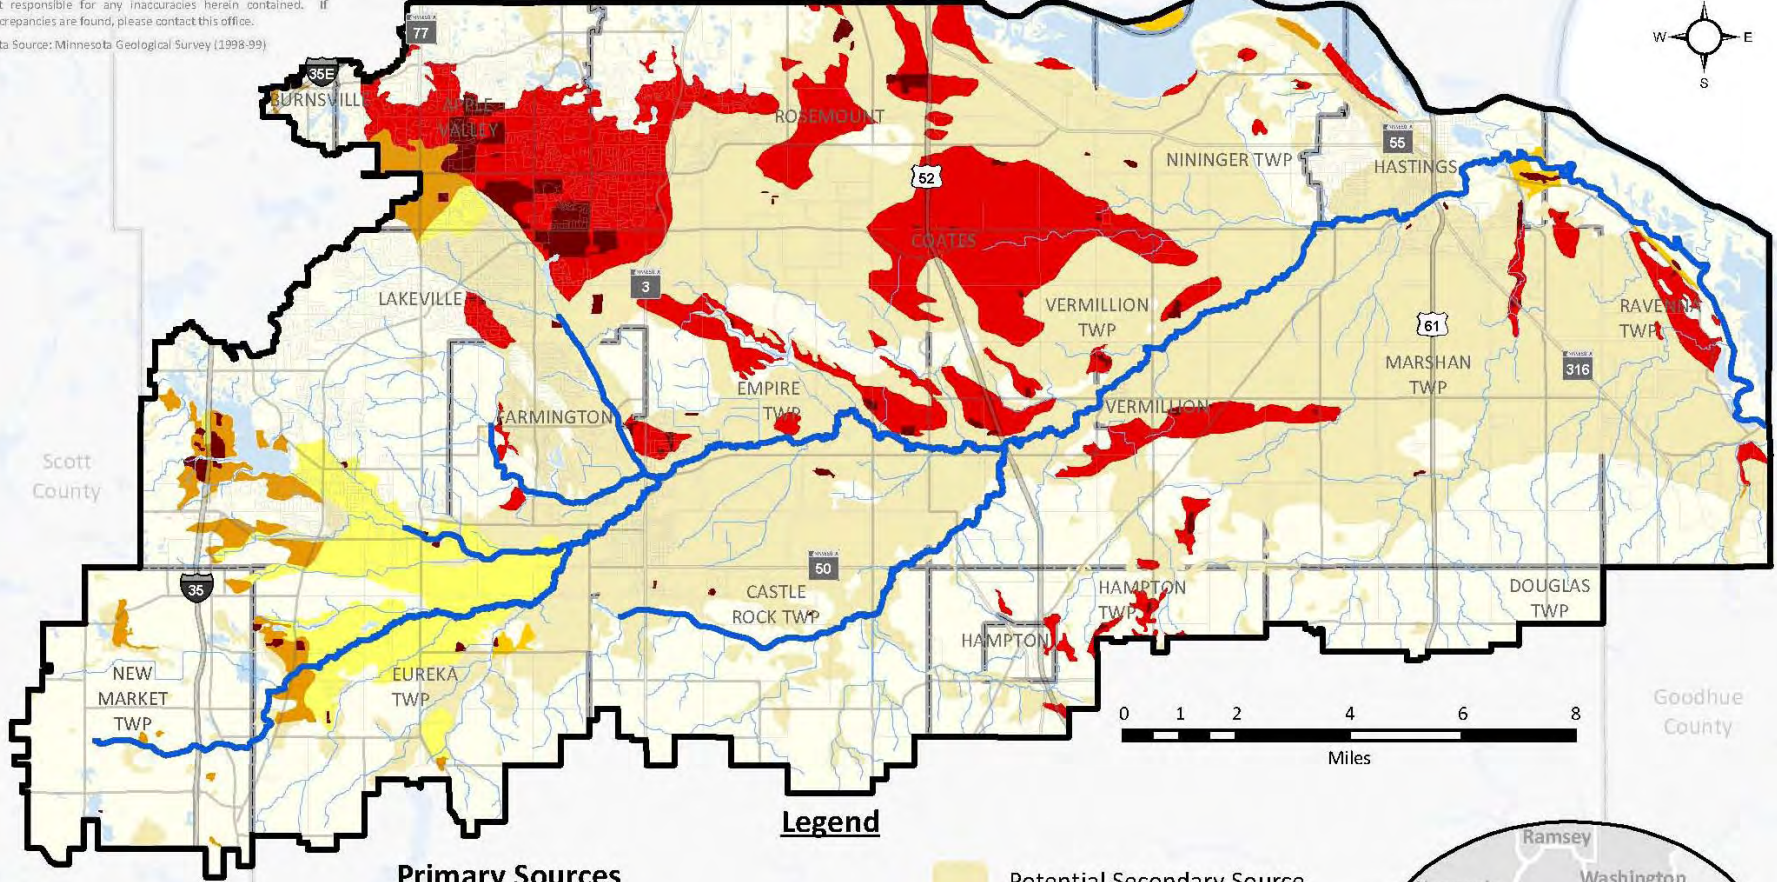 t responsible for any inaccuracies herein contained. If
crepancies are found, please contact this office.
ta Source: Minnesota Geological Survey (1998-99)
77
35E
BURNSVILLE
APPLE
VALLEY
ROSEMOUNT
W E
S
55
NININGER TWP
HASTINGS
52
COATES
3
LAKEVILLE
VERMILLION
TWP
RAVENNA
TWP
61
MARSHAN
TWP
316
EMPIRE
TWP
FARMINGTON
VERMILLION
Scott
County
50
35
CASTLE
ROCK TWP
HAMPTON
TWP
DOUGLAS
TWP
HAMPTON
NEW
MARKET
TWP
EUREKA
TWP
Goodhue
County
0 1 2 4 6 8
Miles
Legend
Ramsey
Primary Sources
Potential Secondary Source
Washington